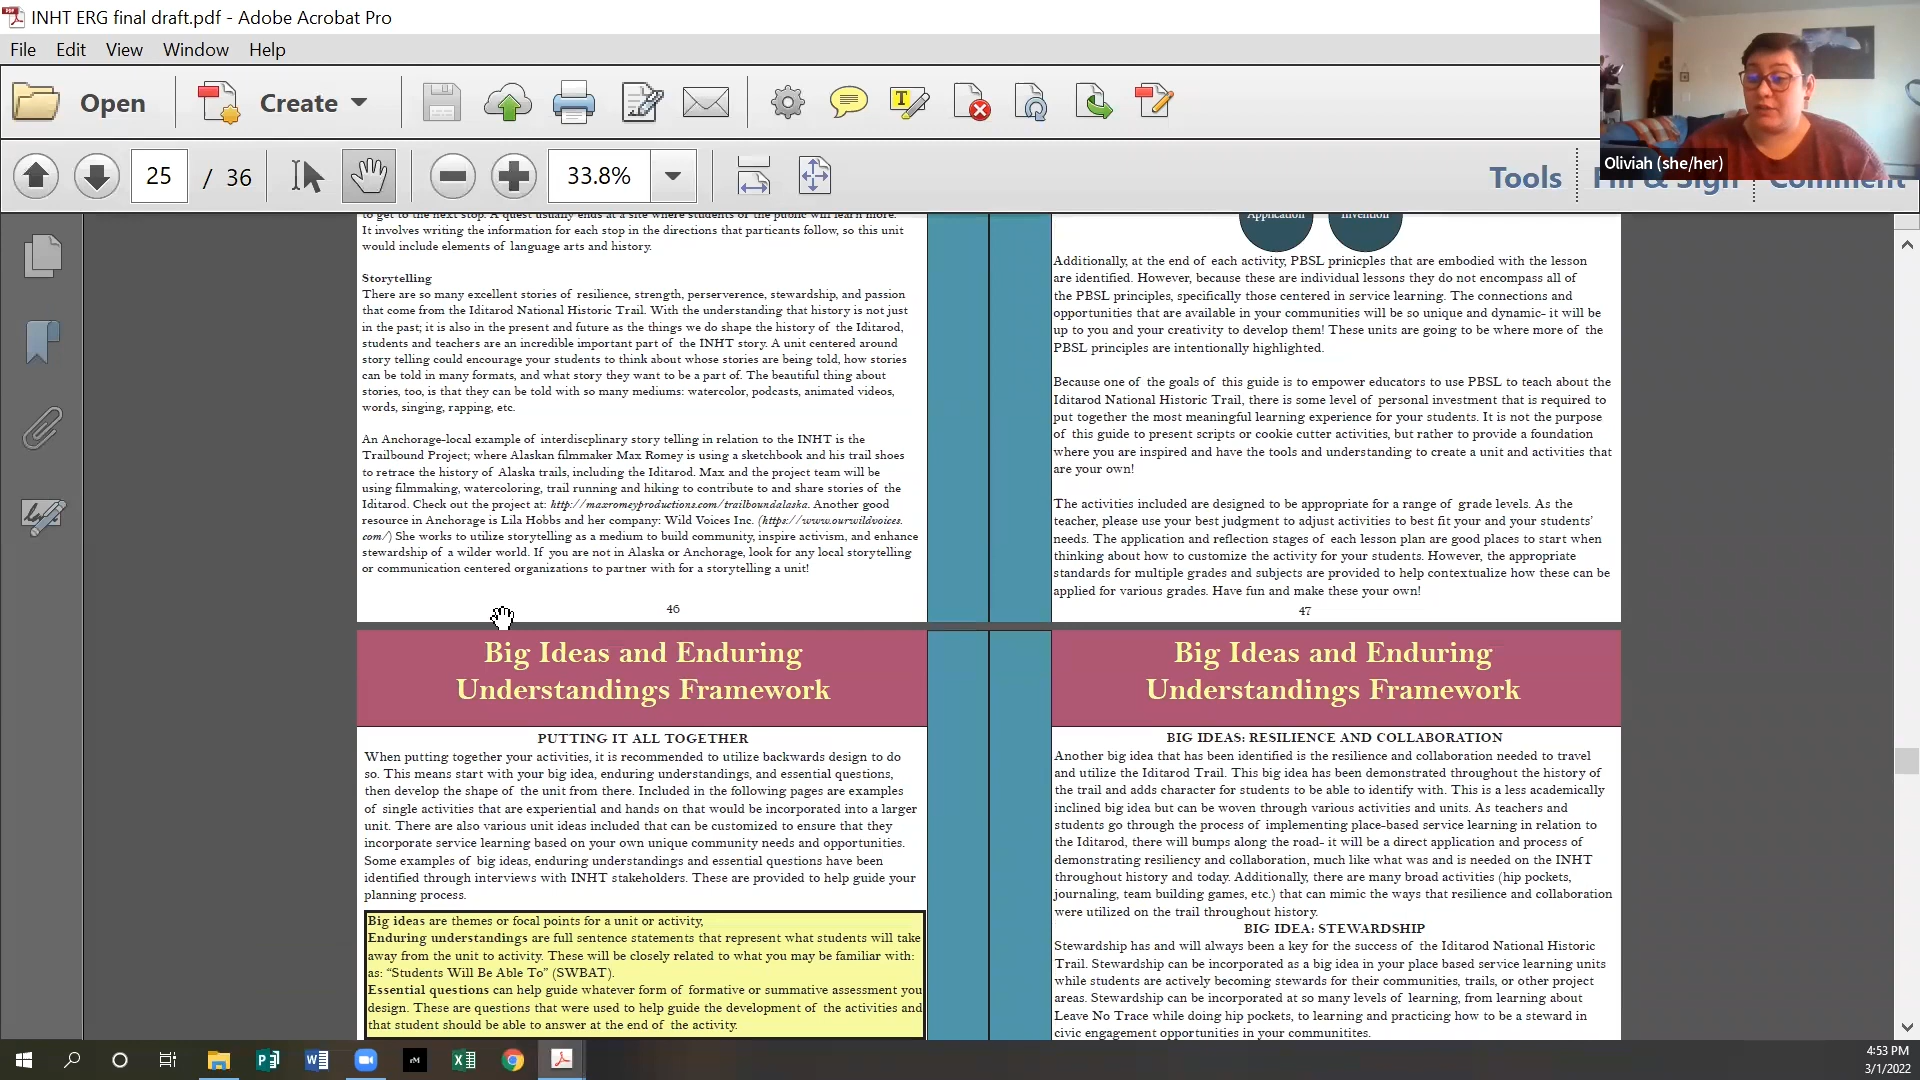 INHT ERG final draft.pdf - Adobe Acrobat Pro
File Edit View Window Help
Open
Create
25 / 36
33.8%
Tools
Fill & Sign
Comment
Oliviah (she/her)
to get to the next stop. A quest usually ends at a site where students or the public will learn more.
It involves writing the information for each stop in the directions that particants follow, so this unit
would include elements of language arts and history.
Storytelling
There are so many excellent stories of resilience, strength, perserverence, stewardship, and passion
that come from the Iditarod National Historic Trail. With the understanding that history is not just
in the past; it is also in the present and future as the things we do shape the history of the Iditarod,
students and teachers are an incredible important part of the INHT story. A unit centered around
story telling could encourage your students to think about whose stories are being told, how stories
can be told in many formats, and what story they want to be a part of. The beautiful thing about
stories, too, is that they can be told with so many mediums: watercolor, podcasts, animated videos,
words, singing, rapping, etc.
An Anchorage-local example of interdiscplinary story telling in relation to the INHT is the
Trailbound Project; where Alaskan filmmaker Max Romey is using a sketchbook and his trail shoes
to retrace the history of Alaska trails, including the Iditarod. Max and the project team will be
using filmmaking, watercoloring, trail running and hiking to contribute to and share stories of the
Iditarod. Check out the project at: http://maxromeyproductions.com/trailboundalaska. Another good
resource in Anchorage is Lila Hobbs and her company: Wild Voices Inc. (https://www.ourwildvoices.
com/) She works to utilize storytelling as a medium to build community, inspire activism, and enhance
stewardship of a wilder world. If you are not in Alaska or Anchorage, look for any local storytelling
or communication centered organizations to partner with for a storytelling a unit!
46
Application
Invention
Additionally, at the end of each activity, PBSL prinicples that are embodied with the lesson
are identified. However, because these are individual lessons they do not encompass all of
the PBSL principles, specifically those centered in service learning. The connections and
opportunities that are available in your communities will be so unique and dynamic- it will be
up to you and your creativity to develop them! These units are going to be where more of the
PBSL principles are intentionally highlighted.
Because one of the goals of this guide is to empower educators to use PBSL to teach about the
Iditarod National Historic Trail, there is some level of personal investment that is required to
put together the most meaningful learning experience for your students. It is not the purpose
of this guide to present scripts or cookie cutter activities, but rather to provide a foundation
where you are inspired and have the tools and understanding to create a unit and activities that
are your own!
The activities included are designed to be appropriate for a range of grade levels. As the
teacher, please use your best judgment to adjust activities to best fit your and your students'
needs. The application and reflection stages of each lesson plan are good places to start when
thinking about how to customize the activity for your students. However, the appropriate
standards for multiple grades and subjects are provided to help contextualize how these can be
applied for various grades. Have fun and make these your own!
47
Big Ideas and Enduring
Understandings Framework
PUTTING IT ALL TOGETHER
When putting together your activities, it is recommended to utilize backwards design to do
so. This means start with your big idea, enduring understandings, and essential questions,
then develop the shape of the unit from there. Included in the following pages are examples
of single activities that are experiential and hands on that would be incorporated into a larger
unit. There are also various unit ideas included that can be customized to ensure that they
incorporate service learning based on your own unique community needs and opportunities.
Some examples of big ideas, enduring understandings and essential questions have been
identified through interviews with INHT stakeholders. These are provided to help guide your
planning process.
Big ideas are themes or focal points for a unit or activity,
Enduring understandings are full sentence statements that represent what students will take
away from the unit to activity. These will be closely related to what you may be familiar with:
as: “Students Will Be Able To” (SWBAT).
Essential questions can help guide whatever form of formative or summative assessment you
design. These are questions that were used to help guide the development of the activities and
that student should be able to answer at the end of the activity.
Big Ideas and Enduring
Understandings Framework
BIG IDEAS: RESILIENCE AND COLLABORATION
Another big idea that has been identified is the resilience and collaboration needed to travel
and utilize the Iditarod Trail. This big idea has been demonstrated throughout the history of
the trail and adds character for students to be able to identify with. This is a less academically
inclined big idea but can be woven through various activities and units. As teachers and
students go through the process of implementing place-based service learning in relation to
the Iditarod, there will bumps along the road- it will be a direct application and process of
demonstrating resiliency and collaboration, much like what was and is needed on the INHT
throughout history and today. Additionally, there are many broad activities (hip pockets,
journaling, team building games, etc.) that can mimic the ways that resilience and collaboration
were utilized on the trail throughout history.
BIG IDEA: STEWARDSHIP
Stewardship has and will always been a key for the success of the Iditarod National Historic
Trail. Stewardship can be incorporated as a big idea in your place based service learning units
while students are actively becoming stewards for their communities, trails, or other project
areas. Stewardship can be incorporated at so many levels of learning, from learning about
Leave No Trace while doing hip pockets, to learning and practicing how to be a steward in
civic engagement opportunities in your communitites.
4:53 PM
3/1/2022